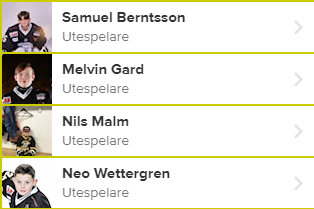 Samuel Berntsson
Utespelare
Melvin Gard
Utespelare
Nils Malm
Utespelare
Neo Wettergren
Utespelare